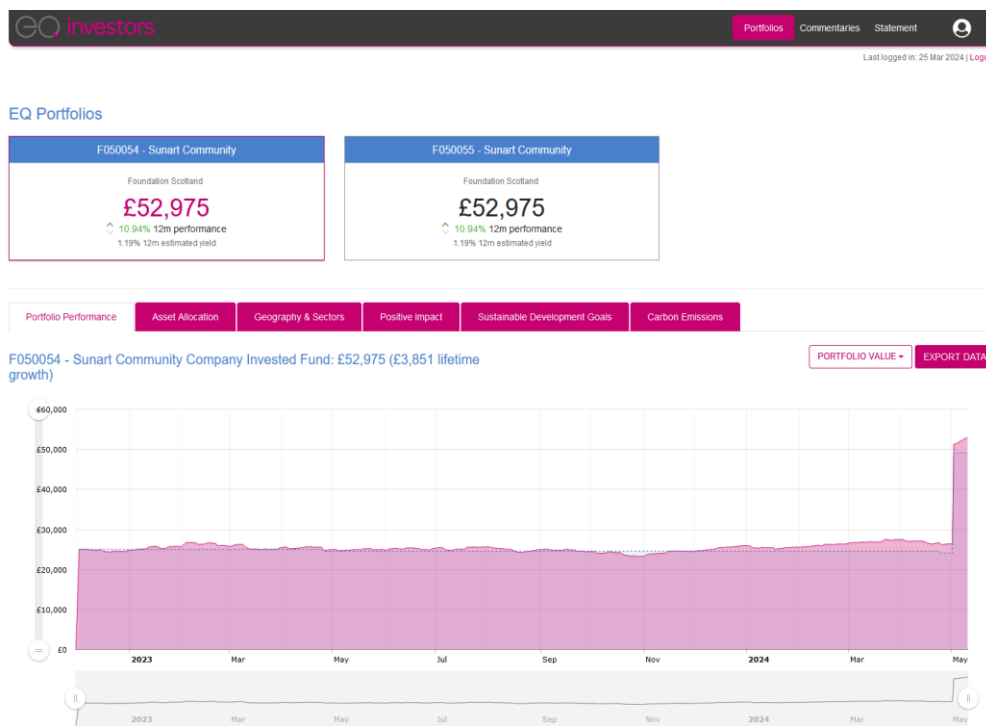 eQ investors
Portfolios Commentaries Statement
Last logged in: 25 Mar 2024 | Logo
EQ Portfolios
F050054 - Sunart Community
Foundation Scotland
£52,975
10.94% 12m performance
1.19% 12m estimated yield
F050055 - Sunart Community
Foundation Scotland
£52,975
10.94% 12m performance
1.19% 12m estimated yield
Portfolio Performance Asset Allocation Geography & Sectors Positive Impact Sustainable Development Goals Carbon Emissions
F050054 - Sunart Community Company Invested Fund: £52,975 (£3,851 lifetime
growth)
PORTFOLIO VALUE EXPORT DATA
£60,000
£50,000
£40,000
£30,000
£20,000
£10,000
£0
2023 Mar May Jul Sep Nov 2024 Mar May
2023 Mar May Jul Sep Nov 2024 Mar May